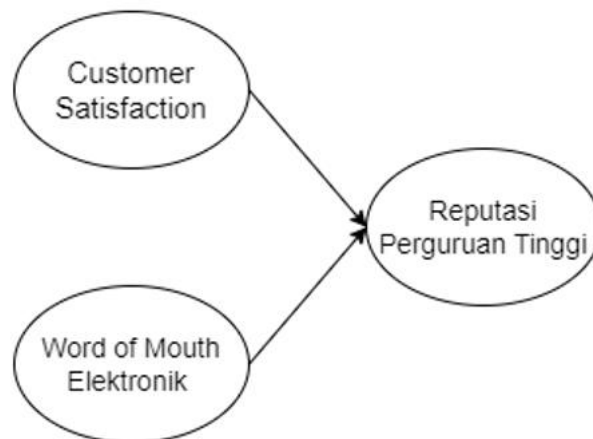 Customer
Satisfaction
Reputasi
Perguruan Tinggi
Word of Mouth
Elektronik